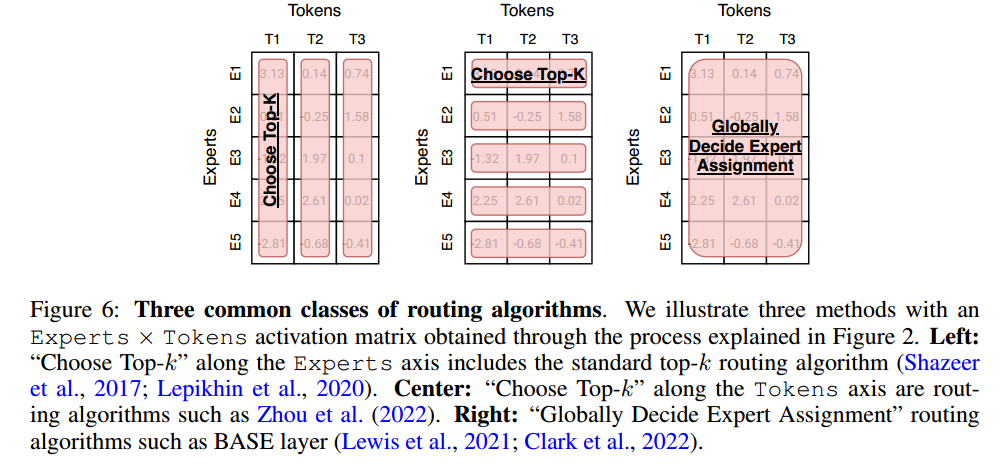 Tokens Tokens Tokens
T1 T2 T3 T1 T2 T3 T1 T2 T3
Experts Experts Experts
E1 3.13 0.14 0.74 E1 Choose Top-K E1 3.13 0.14 0.74
E2 -0.25 1.58 E2 0.51 -0.25 1.58 E2 0.51 -0.25 1.58
Choose Top-K
Globally
Decide Expert
Assignment
E3 1.97 0.1 E3 -1.32 1.97 0.1 E3
E4 2.61 0.02 E4 2.25 2.61 0.02 E4 2.25 2.61 0.02
E5 -2.81 -0.68 -0.41 E5 -2.81 -0.68 -0.41 E5 -2.81 -0.68 -0.41
Figure 6: Three common classes of routing algorithms. We illustrate three methods with an
Experts × Tokens activation matrix obtained through the process explained in Figure 2. Left:
“Choose Top-k” along the Experts axis includes the standard top-k routing algorithm (Shazeer
et al., 2017; Lepikhin et al., 2020). Center: “Choose Top-k” along the Tokens axis are rout-
ing algorithms such as Zhou et al. (2022). Right: “Globally Decide Expert Assignment” routing
algorithms such as BASE layer (Lewis et al., 2021; Clark et al., 2022).